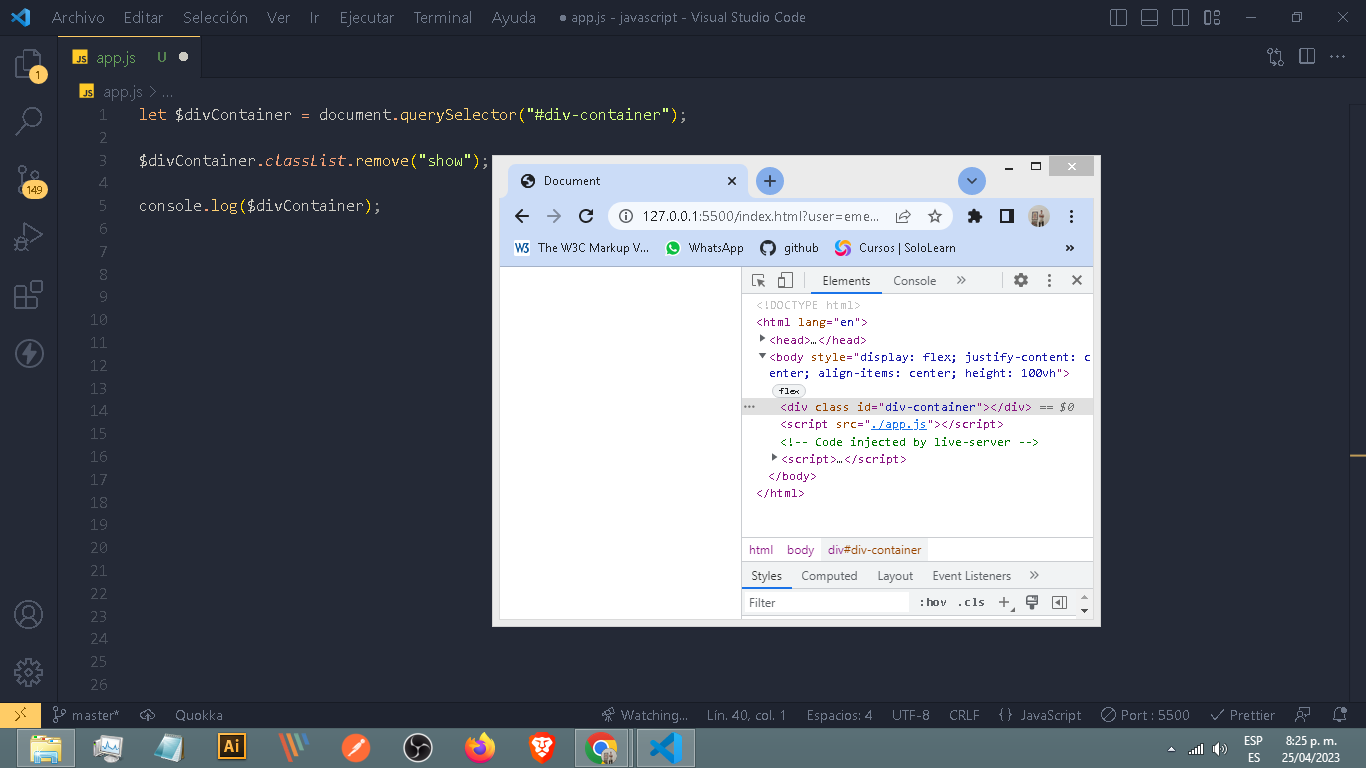 Archivo Editar Selección Ver Ir Ejecutar Terminal Ayuda ● app.js - javascript - Visual Studio Code
JS app.js U ●
1
JS app.js > ...
1 let $divContainer = document.querySelector("#div-container");
2
3 $divContainer.classList.remove("show");
4
5 console.log($divContainer);
6
7
8
9
10
11
12
13
14
15
16
17
18
19
20
21
22
23
24
25
26
149
Document
127.0.0.1:5500/index.html?user=eme...
W3 The W3C Markup V... WhatsApp github Cursos | SoloLearn »
Elements Console »
<!DOCTYPE html>
<html lang="en">
<head>…</head>
<body style="display: flex; justify-content: c
enter; align-items: center; height: 100vh">
flex
<div class id="div-container"></div> == $0
<script src="./app.js"></script>
<!-- Code injected by live-server -->
<script>…</script>
</body>
</html>
html body div#div-container
Styles Computed Layout Event Listeners »
Filter :hov .cls
master* Quokka Watching... Lín. 40, col. 1 Espacios: 4 UTF-8 CRLF {} JavaScript Port : 5500 Prettier
Ai
ESP 8:25 p. m.
ES 25/04/2023